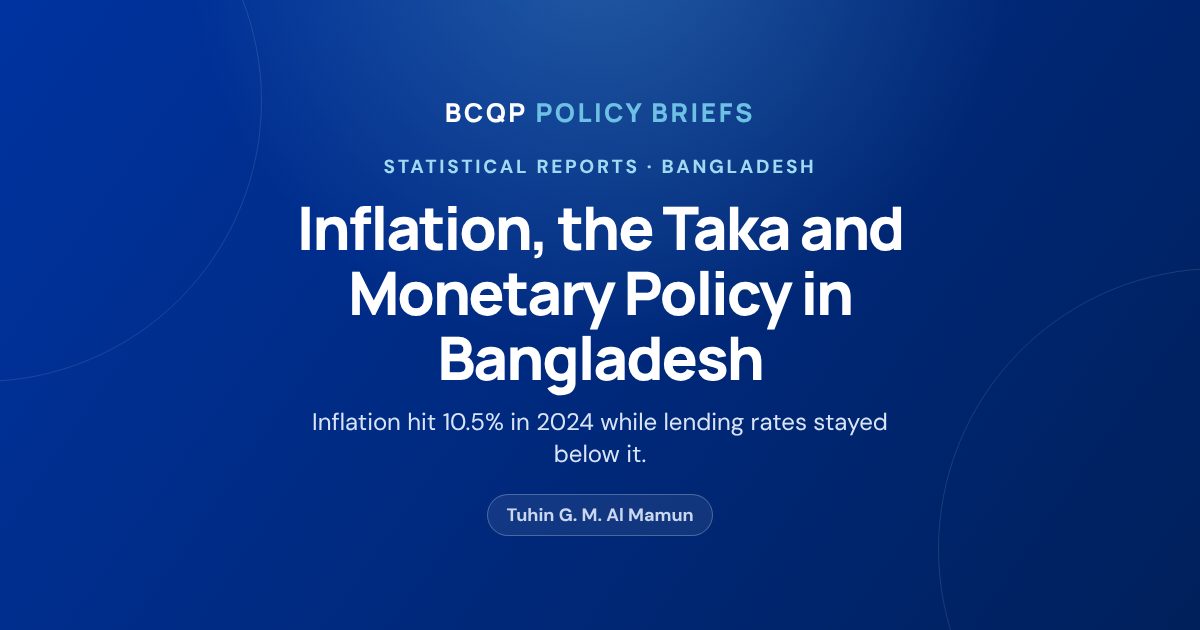 BCQP POLICY BRIEFS
STATISTICAL REPORTS · BANGLADESH
Inflation, the Taka and
Monetary Policy in
Bangladesh
Inflation hit 10.5% in 2024 while lending rates stayed
below it.
Tuhin G. M. Al Mamun